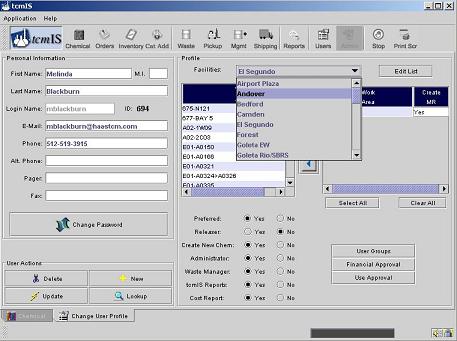 tcmIS
Application Help
tcmIS
Chemical Orders Inventory Cat Add Waste Pickup Mgmt Shipping Reports Users Admin Stop Print Scr
Personal Information
Fist Name: Melinda M.I.
Last Name: Blackburn
Login Name: mblackburn ID: 694
E-Mail: mblackburn@haastcm.com
Phone: 512-519-3915
Alt. Phone:
Pager:
Fax:
Change Password
User Actions
Delete New
Update Lookup
Profile
Facilities: El Segundo Edit List
Airport Plaza
Andover
Bedford
Camden
El Segundo
Forest
Goleta EW
Goleta Rio/SBRS
675-N121
677-BAY 5
A02-1W09
A02-2C03
E01-A0150
E01-A0166
E01-A0321
E01-A0324>A0326
E01-A0335
Work Area Create MR
Yes
Select All Clear All
Preferred: Yes No
Releaser: Yes No
Create New Chem: Yes No
Administrator: Yes No
Waste Manager: Yes No
tcmIS Reports: Yes No
Cost Report: Yes No
User Groups
Financial Approval
Use Approval
Chemical Change User Profile